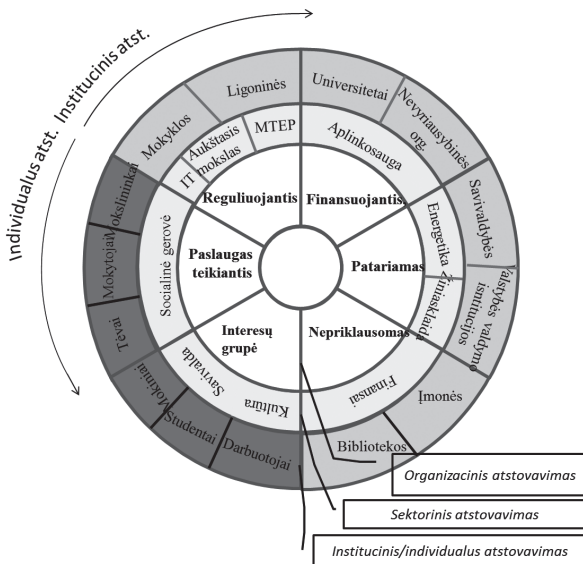 Individualus atst. Institucinis atst.
Ligoninės
Universitetai
Nevyriausybinės
org.
Savivaldybės
Valstybės valdymo
isntitucijos
Įmonės
Bibliotekos
Darbuotojai
Studentai
Mokiniai
Tėvai
Mokytojai
Mokslininkai
Mokyklos
MTEP
Aplinkosauga
Energetika
Žiniasklaida
Finansai
Kultūra
Savivalda
Socialinė gerovė
IT
Aukštasis
mokslas
Reguliuojantis
Finansuojantis
Patariamas
Nepriklausomas
Interesų
grupė
Paslaugas
teikiantis
Organizacinis atstovavimas
Sektorinis atstovavimas
Institucinis/individualus atstovavimas